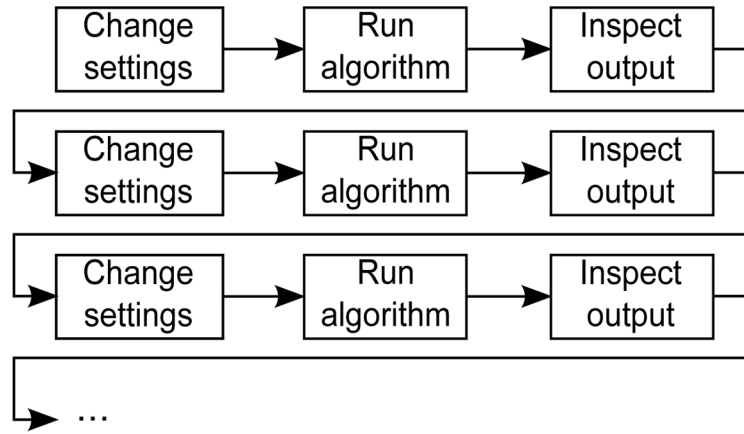 Change
settings
Run
algorithm
Inspect
output
Change
settings
Run
algorithm
Inspect
output
Change
settings
Run
algorithm
Inspect
output
...